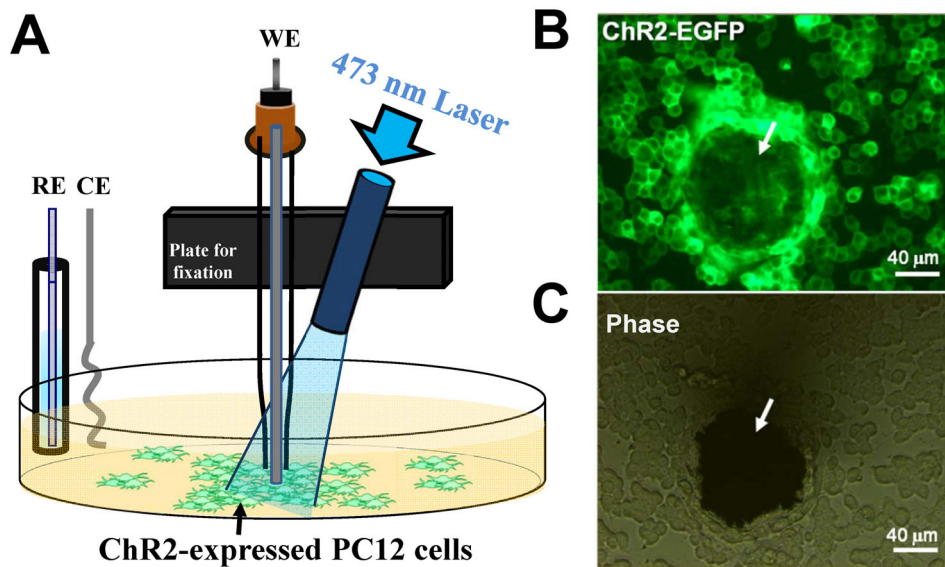 A
WE
473 nm Laser
RE CE
Plate for
fixation
ChR2-expressed PC12 cells
B
ChR2-EGFP
40 μm
C
Phase
40 μm